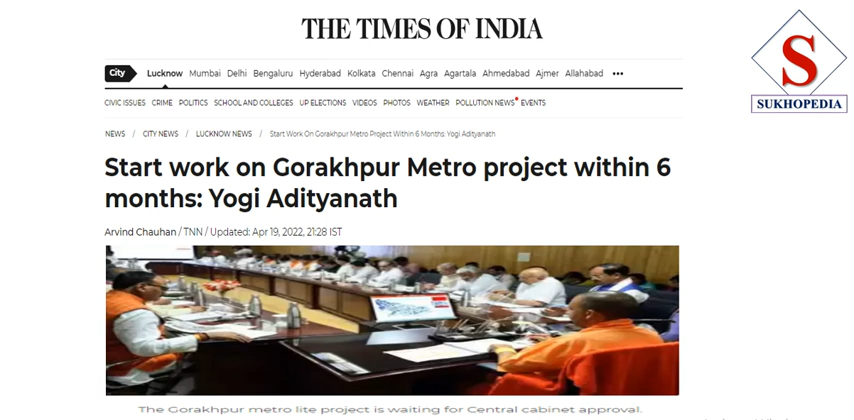 THE TIMES OF INDIA
S
SUKHOPEDIA
City Lucknow Mumbai Delhi Bengaluru Hyderabad Kolkata Chennai Agra Agartala Ahmedabad Ajmer Allahabad •••
CIVIC ISSUES CRIME POLITICS SCHOOL AND COLLEGES UP ELECTIONS VIDEOS PHOTOS WEATHER POLLUTION NEWS EVENTS
NEWS / CITY NEWS / LUCKNOW NEWS / Start Work On Gorakhpur Metro Project Within 6 Months: Yogi Adityanath
Start work on Gorakhpur Metro project within 6
months: Yogi Adityanath
Arvind Chauhan / TNN / Updated: Apr 19, 2022, 21:28 IST
The Gorakhpur metro lite project is waiting for Central cabinet approval.